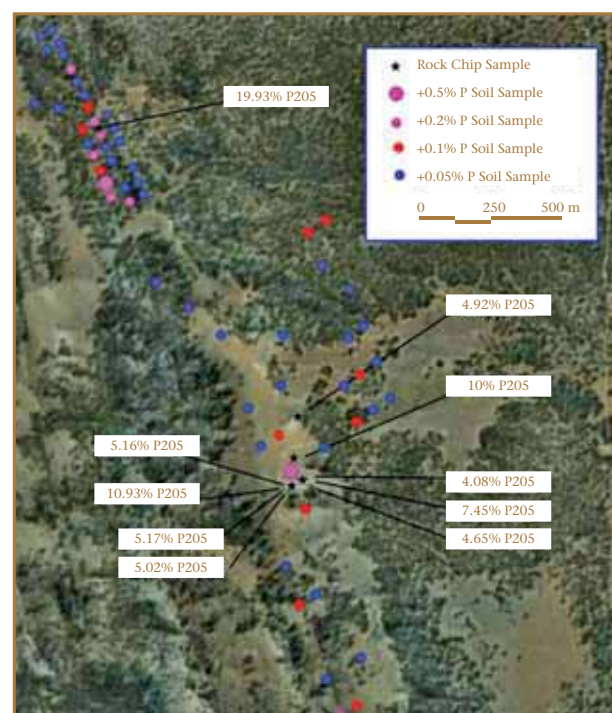 Rock Chip Sample
19.93% P205
+0.5% P Soil Sample
+0.2% P Soil Sample
+0.1% P Soil Sample
+0.05% P Soil Sample
0 250 500 m
4.92% P205
10% P205
5.16% P205
4.08% P205
10.93% P205
7.45% P205
5.17% P205
4.65% P205
5.02% P205